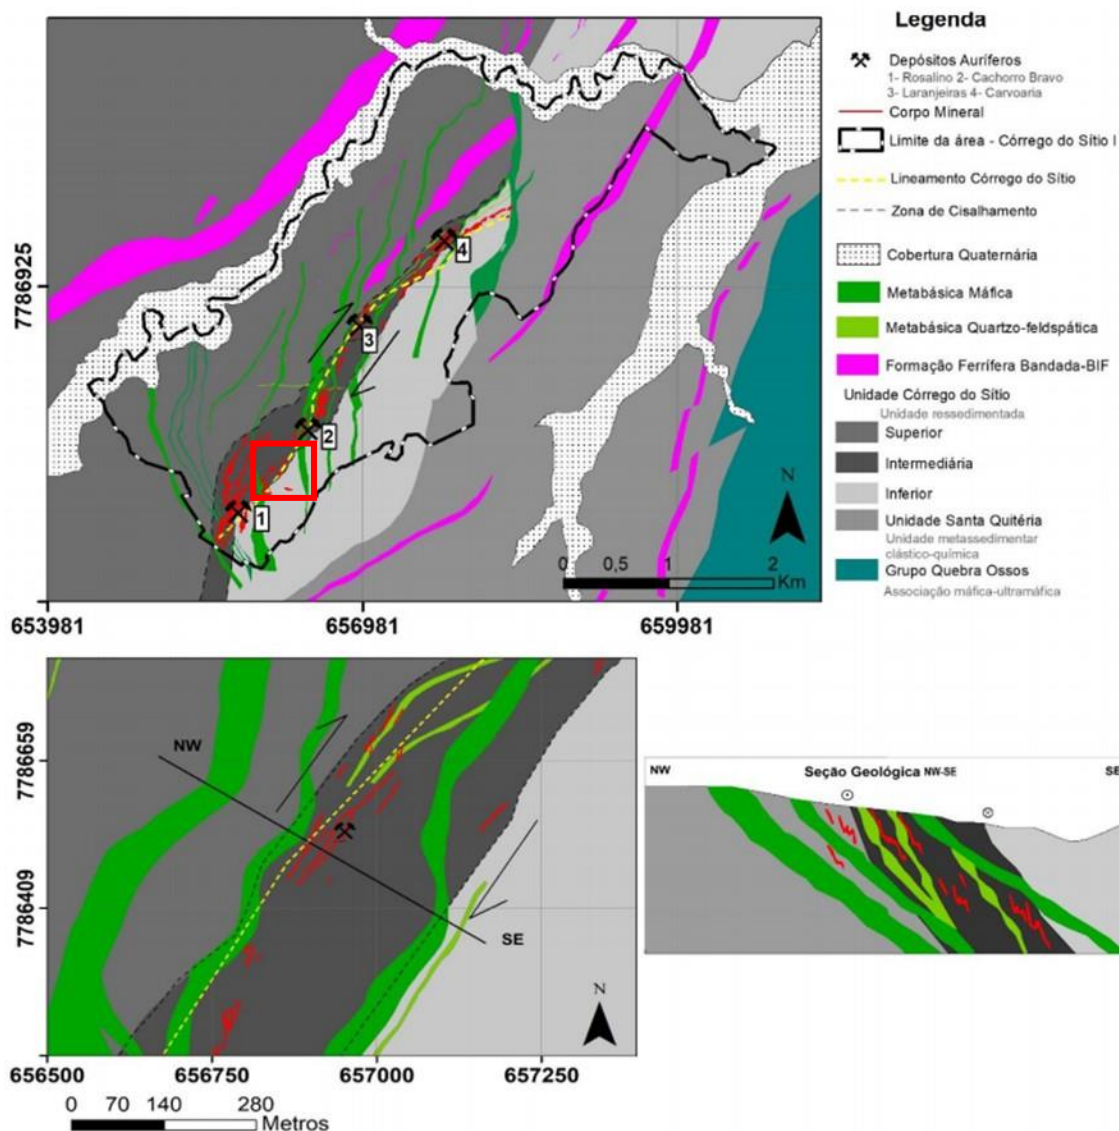 Legenda
Depósitos Auríferos
1- Rosalino 2- Cachorro Bravo
3- Laranjeiras 4- Carvoaria
Corpo Mineral
Limite da área - Córrego do Sítio I
Lineamento Córrego do Sítio
Zona de Cisalhamento
Cobertura Quaternária
Metabásica Máfica
Metabásica Quartzo-feldspática
Formação Ferrífera Bandada-BIF
Unidade Córrego do Sítio
Unidade ressedimentada
Superior
Intermediária
Inferior
Unidade Santa Quitéria
Unidade metassedimentar
clástico-química
Grupo Quebra Ossos
Associação máfica-ultramáfica
7786925
4
3
2
1
N
0 0,5 1 2
Km
653981 656981 659981
7786659
7786409
NW
SE
N
656500 656750 657000 657250
0 70 140 280
Metros
NW Seção Geológica NW-SE SE